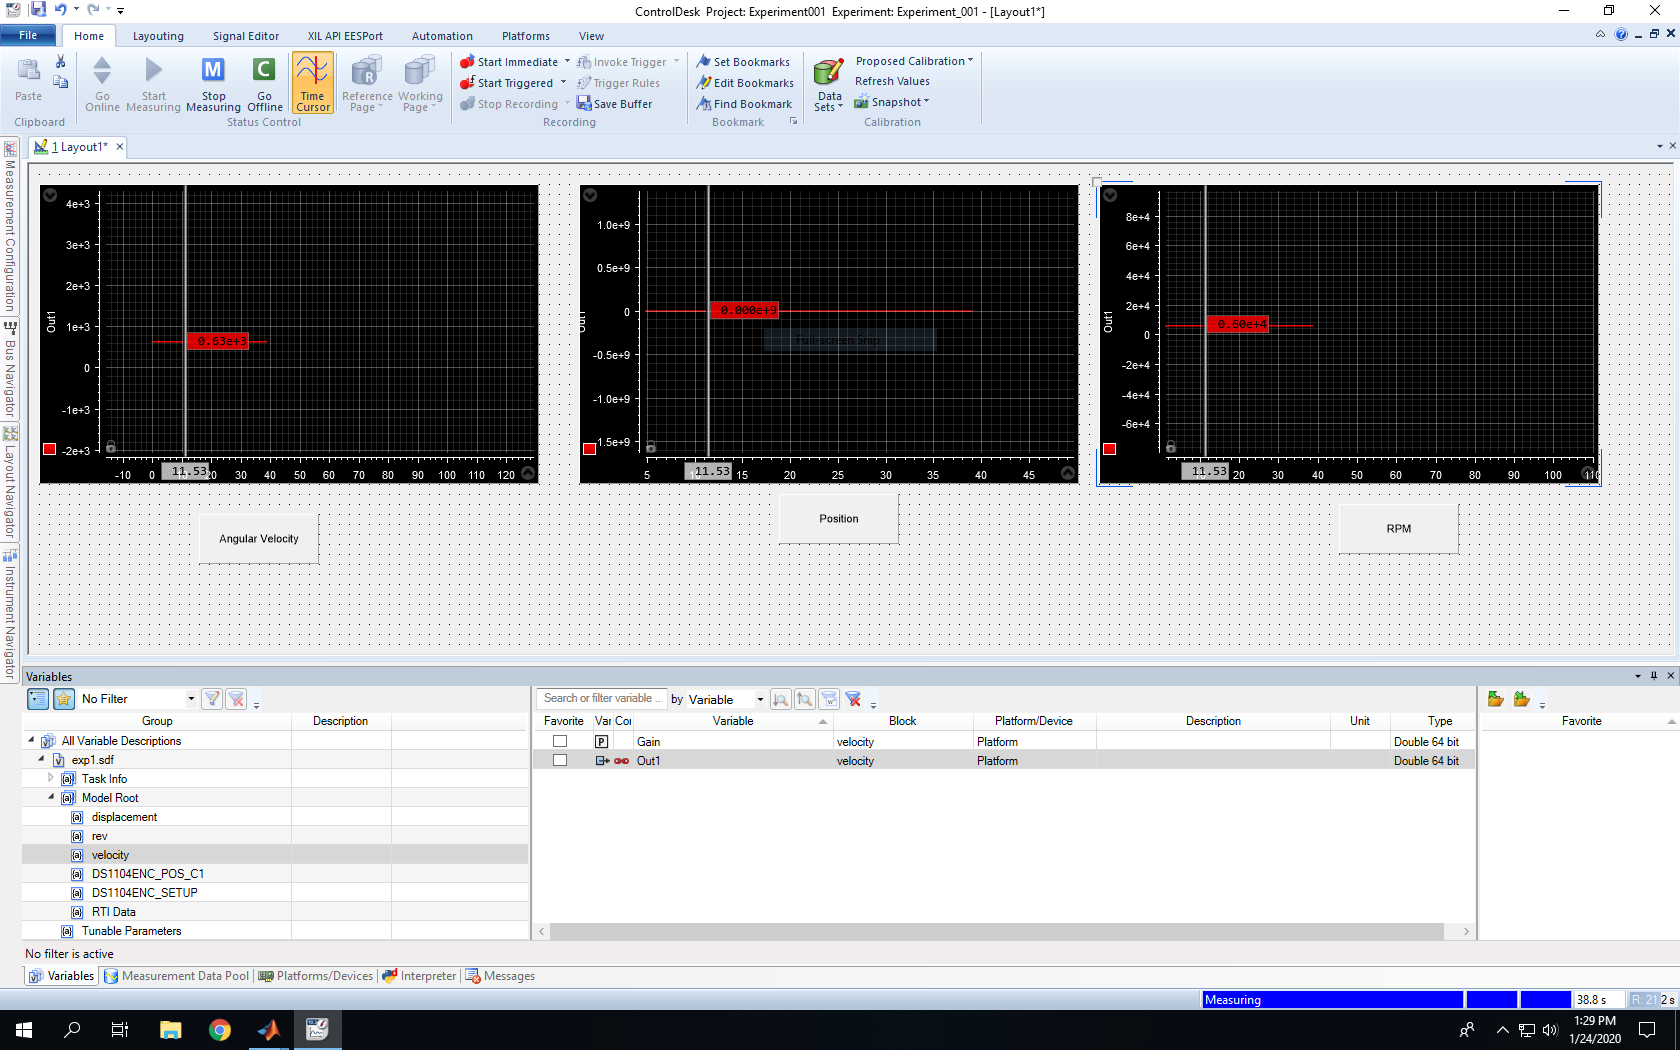 ControlDesk Project: Experiment001 Experiment: Experiment_001 - [Layout1*]
File Home Layouting Signal Editor XIL API EESPort Automation Platforms View
Paste
Clipboard
Go Online
Start Measuring
Stop Measuring
Go Offline
Time Cursor
Reference Page
Working Page
Status Control
Start Immediate
Start Triggered
Stop Recording
Invoke Trigger
Trigger Rules
Save Buffer
Recording
Set Bookmarks
Edit Bookmarks
Find Bookmark
Bookmark
Data Sets
Proposed Calibration
Refresh Values
Snapshot
Calibration
1 Layout1*
Measurement Configuration
Bus Navigator
Layout Navigator
Instrument Navigator
4e+3
3e+3
2e+3
1e+3
0
-1e+3
-2e+3
Out1
0.63e+3
11.53
-10 0 20 30 40 50 60 70 80 90 100 110 120
Angular Velocity
1.0e+9
0.5e+9
0
-0.5e+9
-1.0e+9
-1.5e+9
Out1
0.000e+9
Full-screen Snip
11.53
5 15 20 25 30 35 40 45
Position
8e+4
6e+4
4e+4
2e+4
0
-2e+4
-4e+4
-6e+4
Out1
0.60e+4
11.53
20 30 40 50 60 70 80 90 100 110
RPM
Variables
No Filter
Group Description
All Variable Descriptions
exp1.sdf
Task Info
Model Root
displacement
rev
velocity
DS1104ENC_POS_C1
DS1104ENC_SETUP
RTI Data
Tunable Parameters
Search or filter variable ... by Variable
Favorite Var Cor Variable Block Platform/Device Description Unit Type
P Gain velocity Platform Double 64 bit
Out1 velocity Platform Double 64 bit
Favorite
No filter is active
Variables Measurement Data Pool Platforms/Devices Interpreter Messages
Measuring 38.8 s R: 21.2 s
1:29 PM
1/24/2020